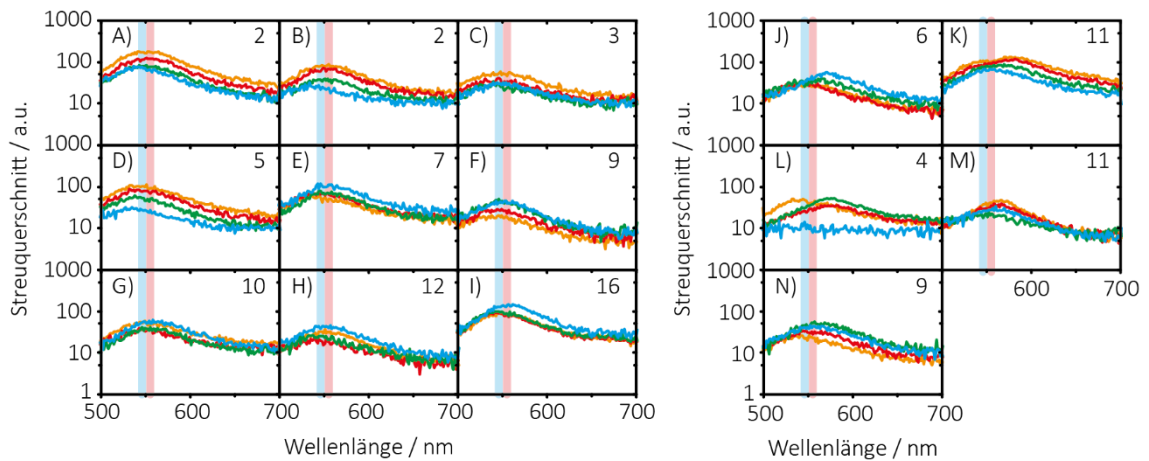 1000 A) 2 B) 2 C) 3
100
10
1000 D) 5 E) 7 F) 9
100
10
1000 G) 10 H) 12 I) 16
100
10
1
500 600 700 600 700 600 700
Streuquerschnitt / a.u.
Wellenlänge / nm
1000 J) 6 K) 11
100
10
1000 L) 4 M) 11
100
10
600 700
1000 N) 9
100
10
1
500 600 700
Streuquerschnitt / a.u.
Wellenlänge / nm